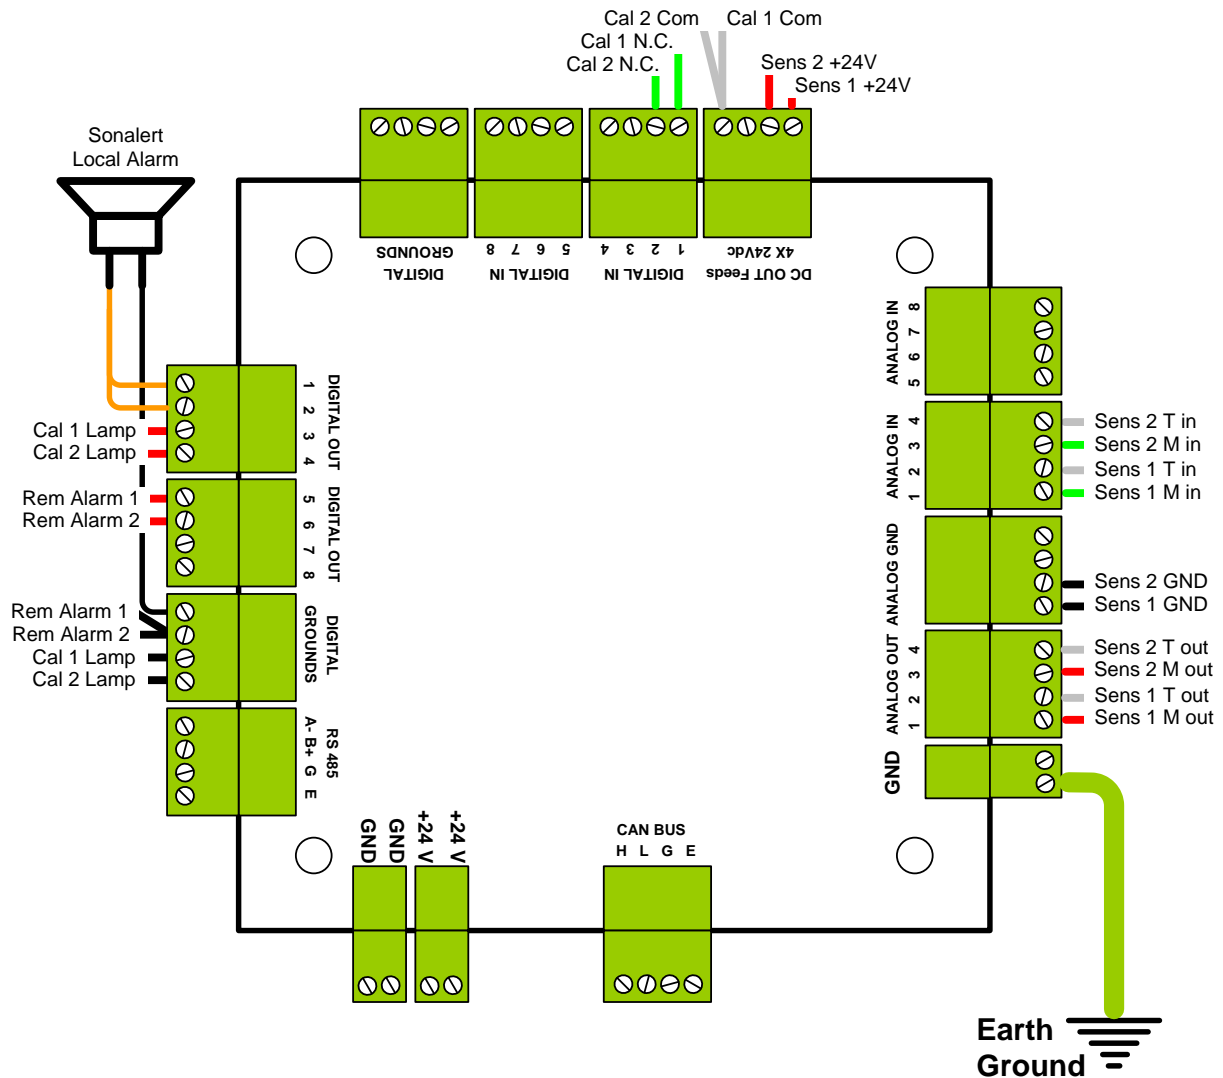 Cal 2 Com
Cal 1 Com
Cal 1 N.C.
Cal 2 N.C.
Sens 2 +24V
Sens 1 +24V
Sonalert
Local Alarm
DIGITAL
GROUNDS
DIGITAL IN
5 6 7 8
DIGITAL IN
1 2 3 4
DC OUT Feeds
4X 24Vdc
DIGITAL OUT
1
2
3
4
Cal 1 Lamp
Cal 2 Lamp
DIGITAL OUT
5
6
7
8
Rem Alarm 1
Rem Alarm 2
DIGITAL
GROUNDS
Rem Alarm 1
Rem Alarm 2
Cal 1 Lamp
Cal 2 Lamp
RS 485
A- B+ G E
GND
GND
+24 V
+24 V
CAN BUS
H L G E
ANALOG IN
5 6 7 8
ANALOG IN
1 2 3 4
Sens 2 T in
Sens 2 M in
Sens 1 T in
Sens 1 M in
ANALOG GND
Sens 2 GND
Sens 1 GND
ANALOG OUT
1 2 3 4
Sens 2 T out
Sens 2 M out
Sens 1 T out
Sens 1 M out
GND
Earth
Ground